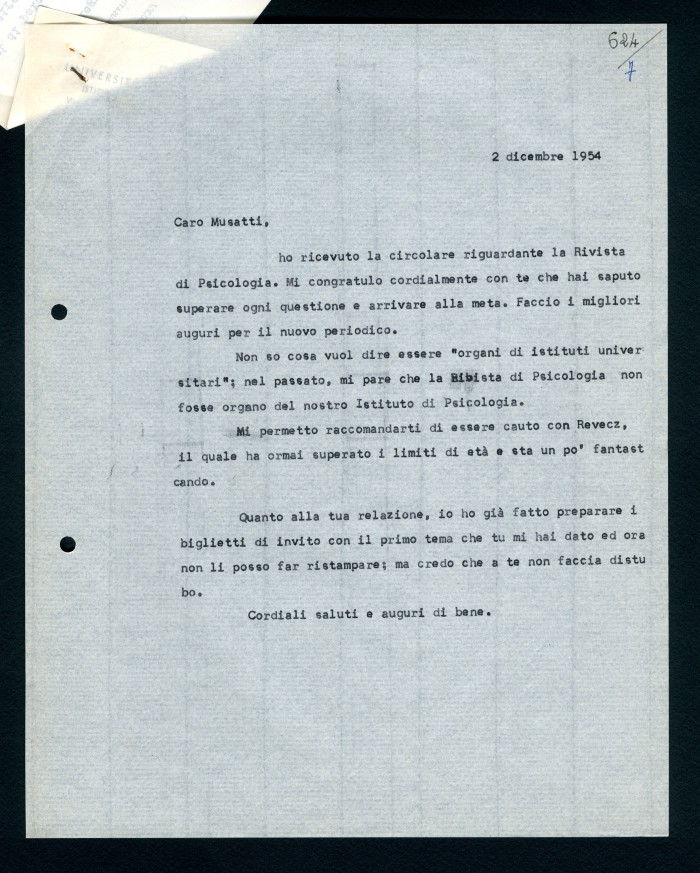 624
7
UNIVERSIT
2 dicembre 1954
Caro Musatti,
ho ricevuto la circolare riguardante la Rivista
di Psicologia. Mi congratulo cordialmente con te che hai saputo
superare ogni questione e arrivare alla meta. Faccio i migliori
auguri per il nuovo periodico.
Non so cosa vuol dire essere "organi di istituti univer
sitari"; nel passato, mi pare che la Ribista di Psicologia non
fosse organo del nostro Istituto di Psicologia.
Mi permetto raccomandarti di essere cauto con Revecz,
il quale ha ormai superato i limiti di età e sta un po' fantast
cando.
Quanto alla tua relazione, io ho già fatto preparare i
biglietti di invito con il primo tema che tu mi hai dato ed ora
non li posso far ristampare; ma credo che a te non faccia distu
bo.
Cordiali saluti e auguri di bene.